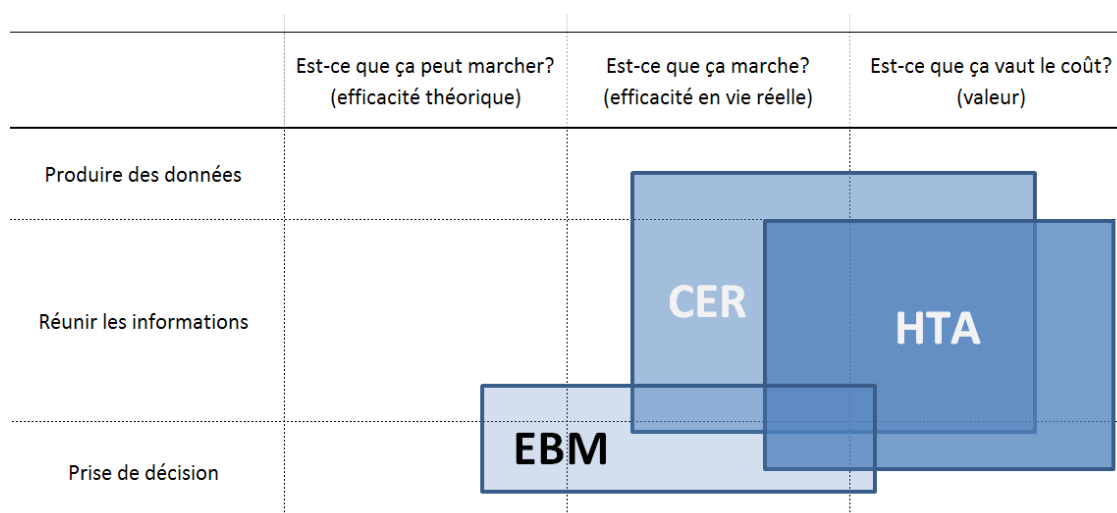 Est-ce que ça peut marcher?
(efficacité théorique)
Est-ce que ça marche?
(efficacité en vie réelle)
Est-ce que ça vaut le coût?
(valeur)
Produire des données
Réunir les informations
CER
HTA
EBM
Prise de décision